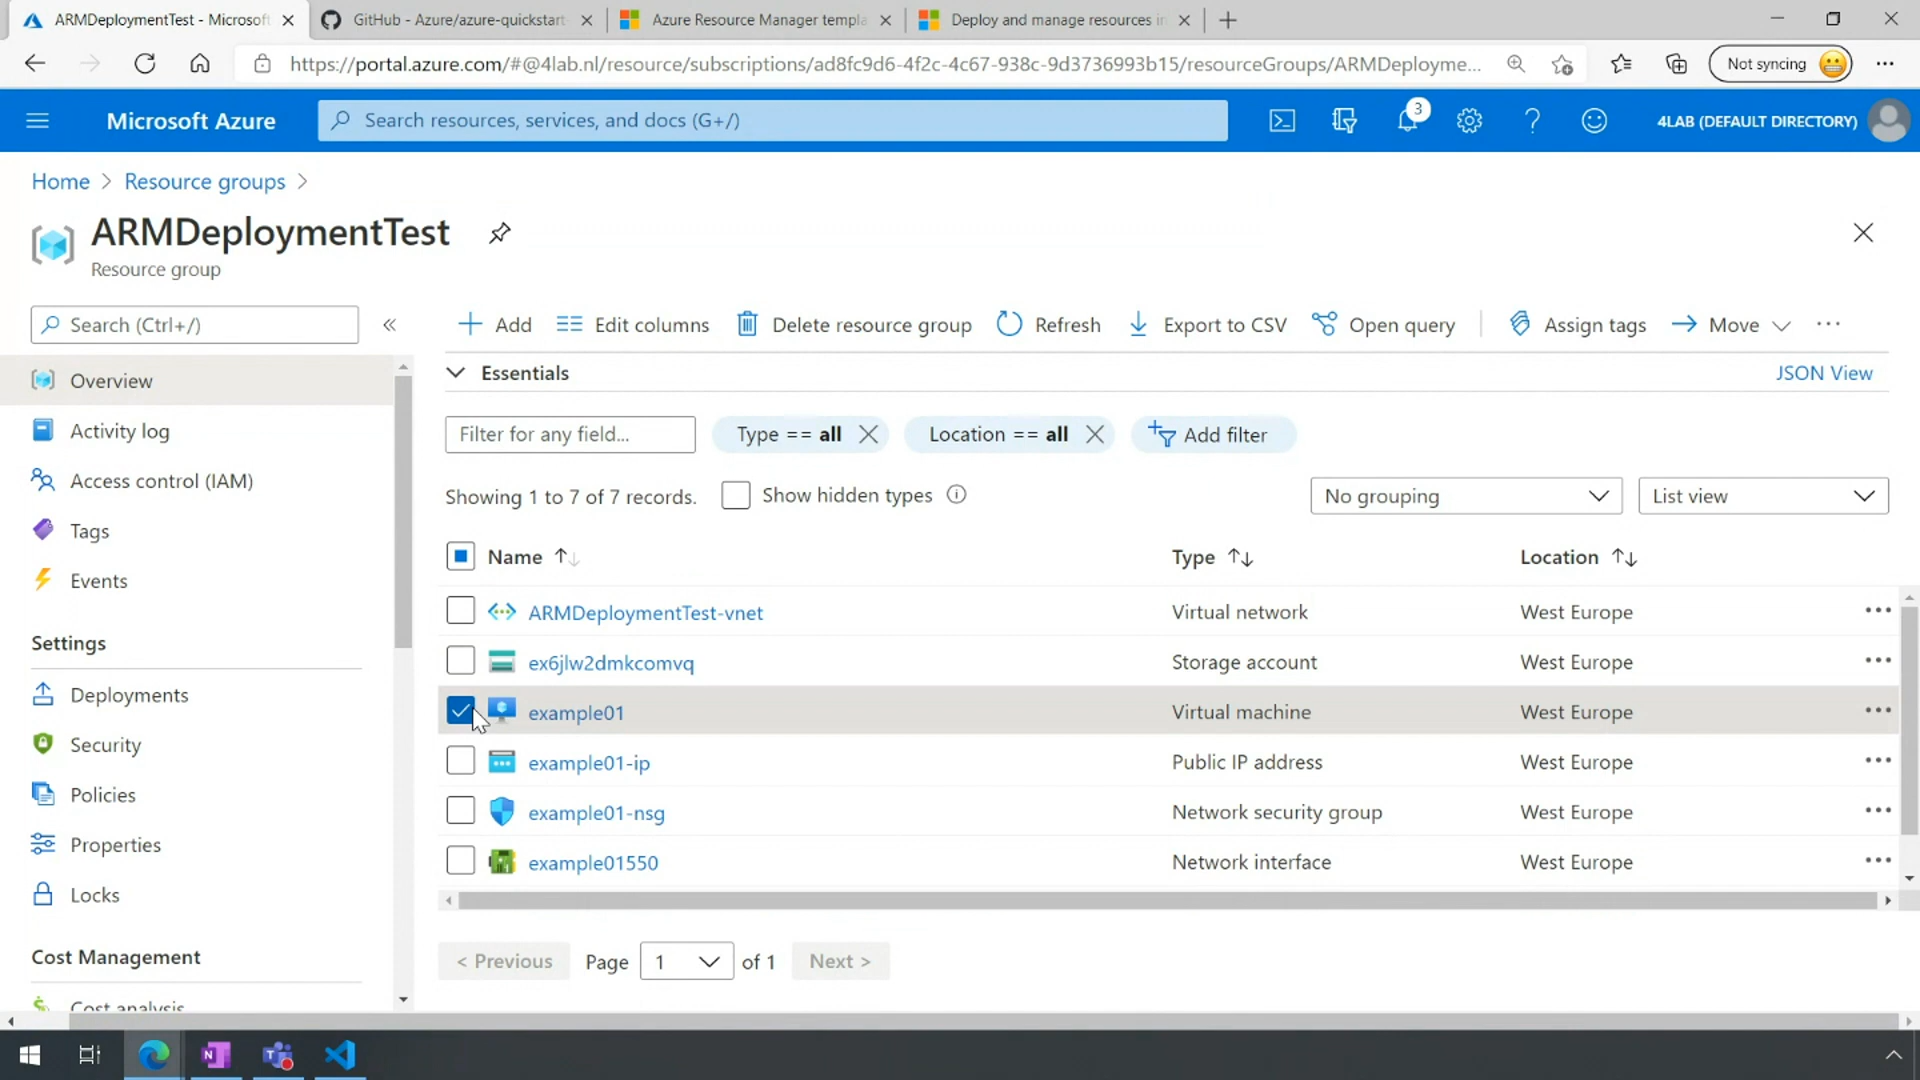 ARMDeploymentTest - Microsoft
GitHub - Azure/azure-quickstart-
Azure Resource Manager templa
Deploy and manage resources in
https://portal.azure.com/#@4lab.nl/resource/subscriptions/ad8fc9d6-4f2c-4c67-938c-9d3736993b15/resourceGroups/ARMDeployme...
Not syncing
Microsoft Azure
Search resources, services, and docs (G+/)
3
4LAB (DEFAULT DIRECTORY)
Home > Resource groups >
ARMDeploymentTest
Resource group
Search (Ctrl+/)
«
Add
Edit columns
Delete resource group
Refresh
Export to CSV
Open query
Assign tags
Move
...
Overview
Activity log
Access control (IAM)
Tags
Events
Settings
Deployments
Security
Policies
Properties
Locks
Cost Management
Cost analysis
Essentials
JSON View
Filter for any field...
Type == all
Location == all
Add filter
Showing 1 to 7 of 7 records.
Show hidden types
No grouping
List view
Name Type Location
ARMDeploymentTest-vnet Virtual network West Europe ...
ex6jlw2dmkcomvq Storage account West Europe ...
example01 Virtual machine West Europe ...
example01-ip Public IP address West Europe ...
example01-nsg Network security group West Europe ...
example01550 Network interface West Europe ...
< Previous Page 1 of 1 Next >